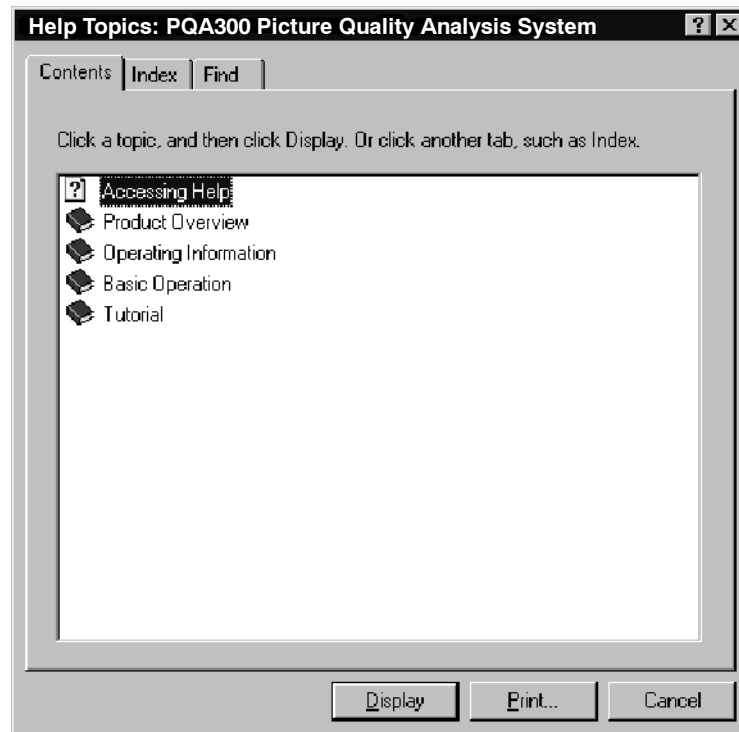 Help Topics: PQA300 Picture Quality Analysis System
Contents Index Find
Click a topic, and then click Display. Or click another tab, such as Index.
Accessing Help
Product Overview
Operating Information
Basic Operation
Tutorial
Display Print... Cancel